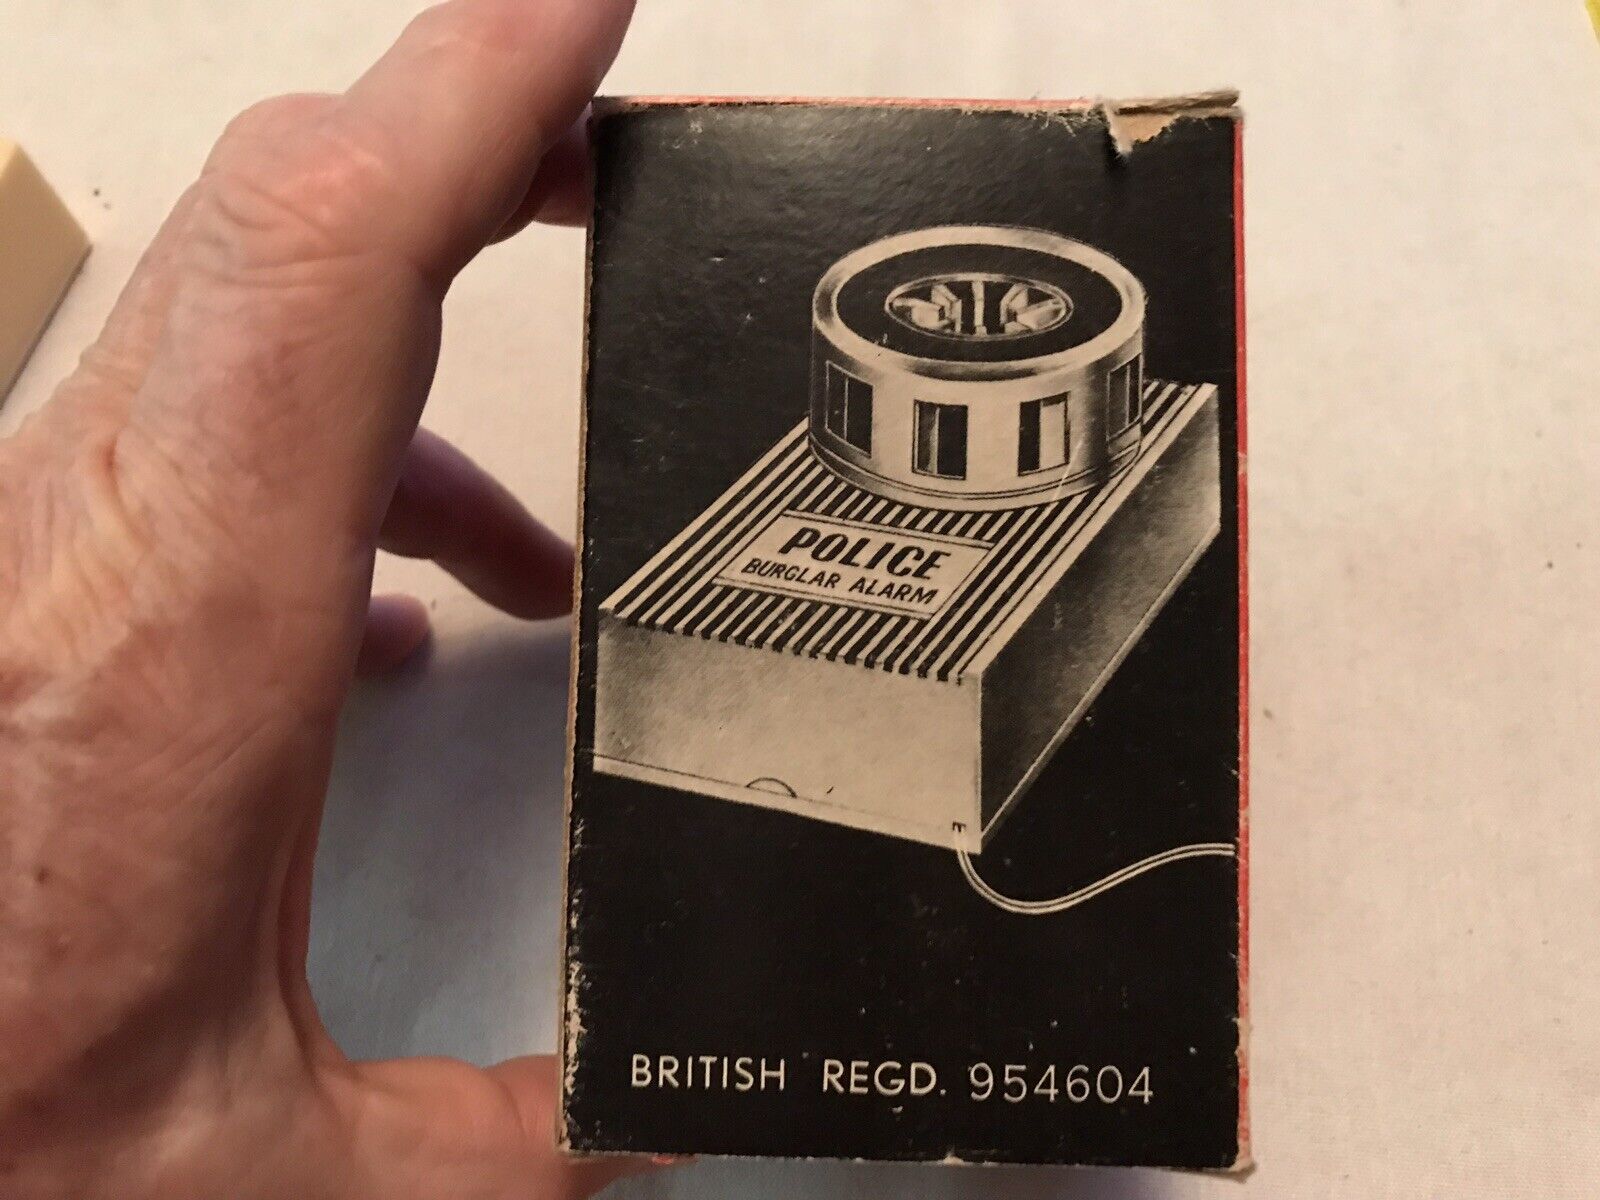 POLICE
BURGLAR ALARM
BRITISH REGD. 954604